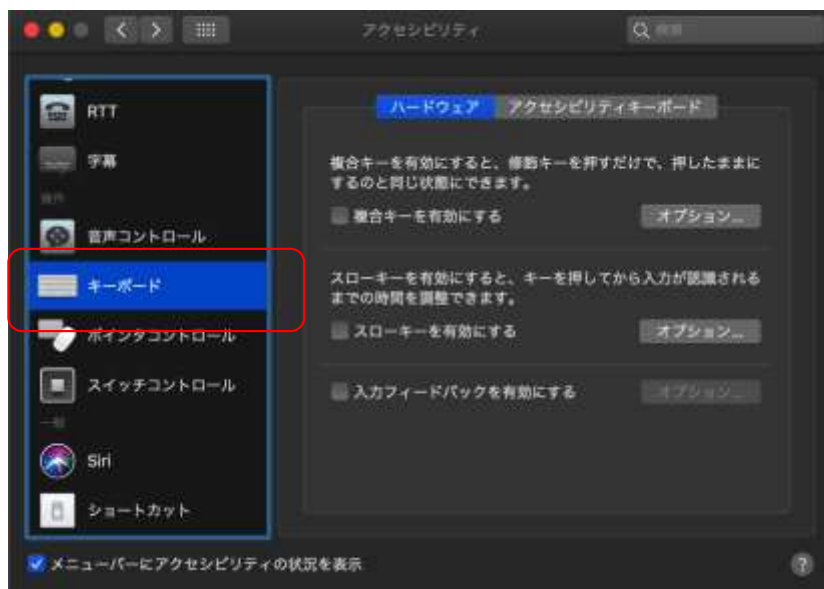 アクセシビリティ
検索
RTT
字幕
動作
音声コントロール
キーボード
ポインタコントロール
スイッチコントロール
一般
Siri
ショートカット
ハードウェア アクセシビリティキーボード
複合キーを有効にすると、修飾キーを押すだけで、押したままに
するのと同じ状態にできます。
複合キーを有効にする オプション...
スローキーを有効にすると、キーを押してから入力が認識される
までの時間を調整できます。
スローキーを有効にする オプション...
入力フィードバックを有効にする オプション...
メニューバーにアクセシビリティの状況を表示 ?